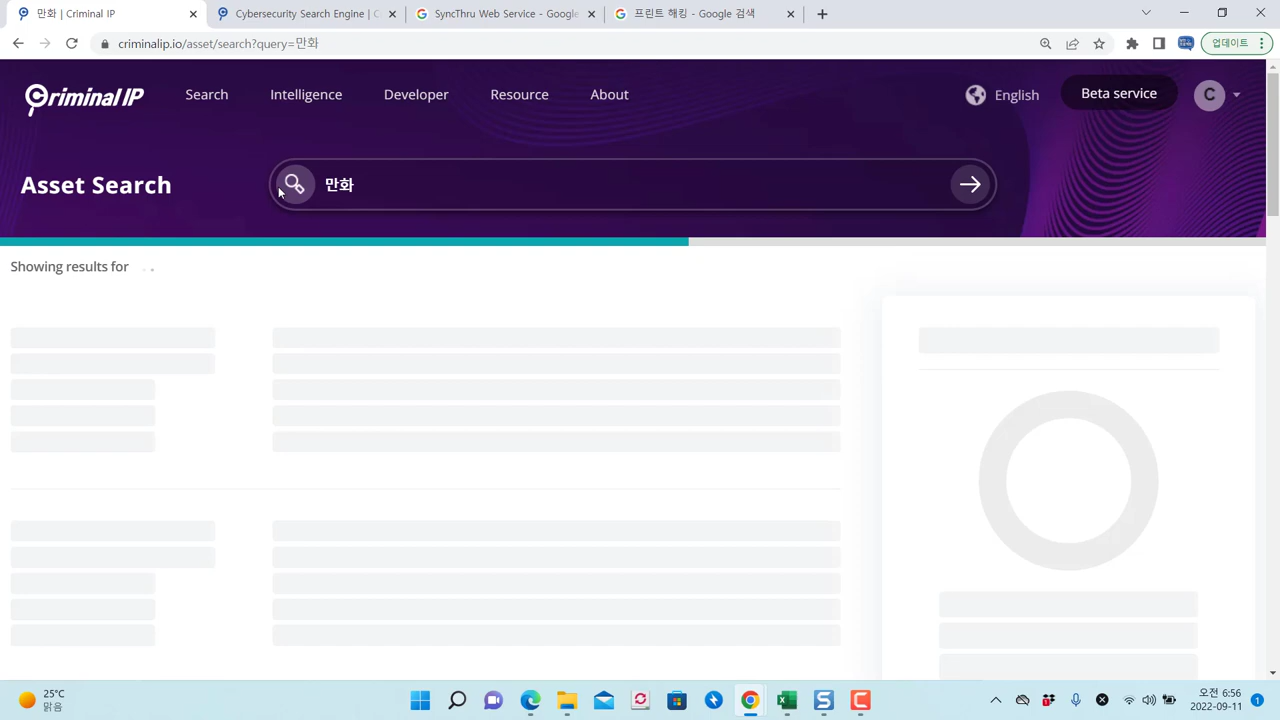 만화 | Criminal IP
Cybersecurity Search Engine | C
SyncThru Web Service - Google
프린트 해킹 - Google 검색
criminalip.io/asset/search?query=만화
업데이트
Criminal IP
Search
Intelligence
Developer
Resource
About
English
Beta service
C
Asset Search
만화
Showing results for
25°C
맑음
오전 6:56
2022-09-11
1